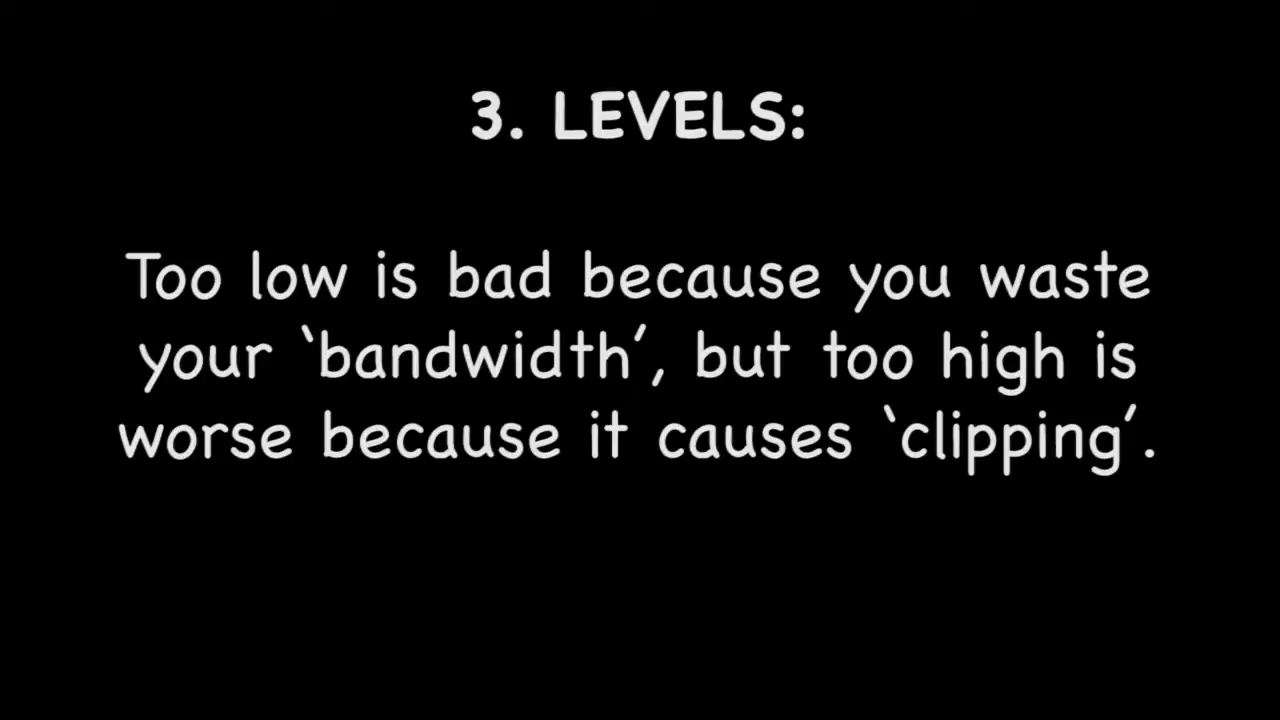 3. LEVELS:
Too low is bad because you waste
your ‘bandwidth’, but too high is
worse because it causes ‘clipping’.